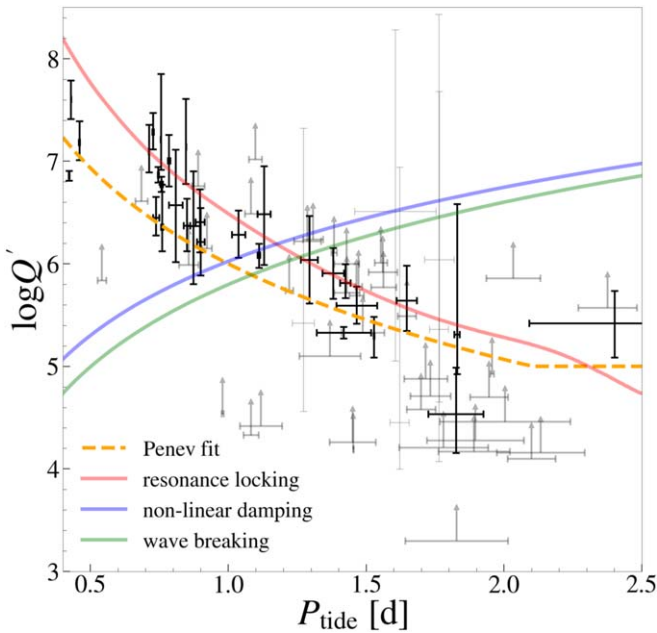 8
7
6
5
4
3
logQ′
Penev fit
resonance locking
non-linear damping
wave breaking
0.5 1.0 1.5 2.0 2.5
P_tide [d]